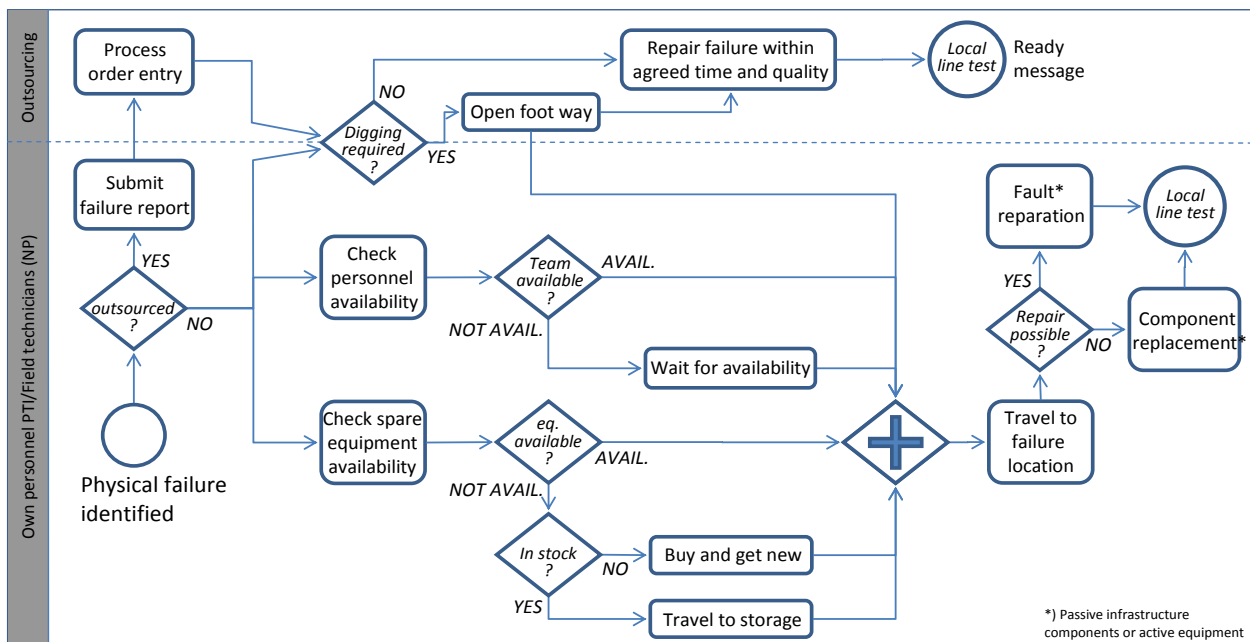 Outsourcing
Process
order entry
Repair failure within
agreed time and quality
Local
line test
Ready
message
NO
Open foot way
Digging
required
?
YES
Own personnel PTI/Field technicians (NP)
Submit
failure report
YES
outsourced
?
NO
Physical failure
identified
Check
personnel
availability
Team
available
?
AVAIL.
NOT AVAIL.
Wait for availability
Check spare
equipment
availability
eq.
available
?
AVAIL.
NOT AVAIL.
In stock
?
NO
Buy and get new
YES
Travel to storage
Fault*
reparation
Local
line test
YES
Repair
possible
?
NO
Component
replacement*
Travel to
failure
location
*) Passive infrastructure
components or active equipment